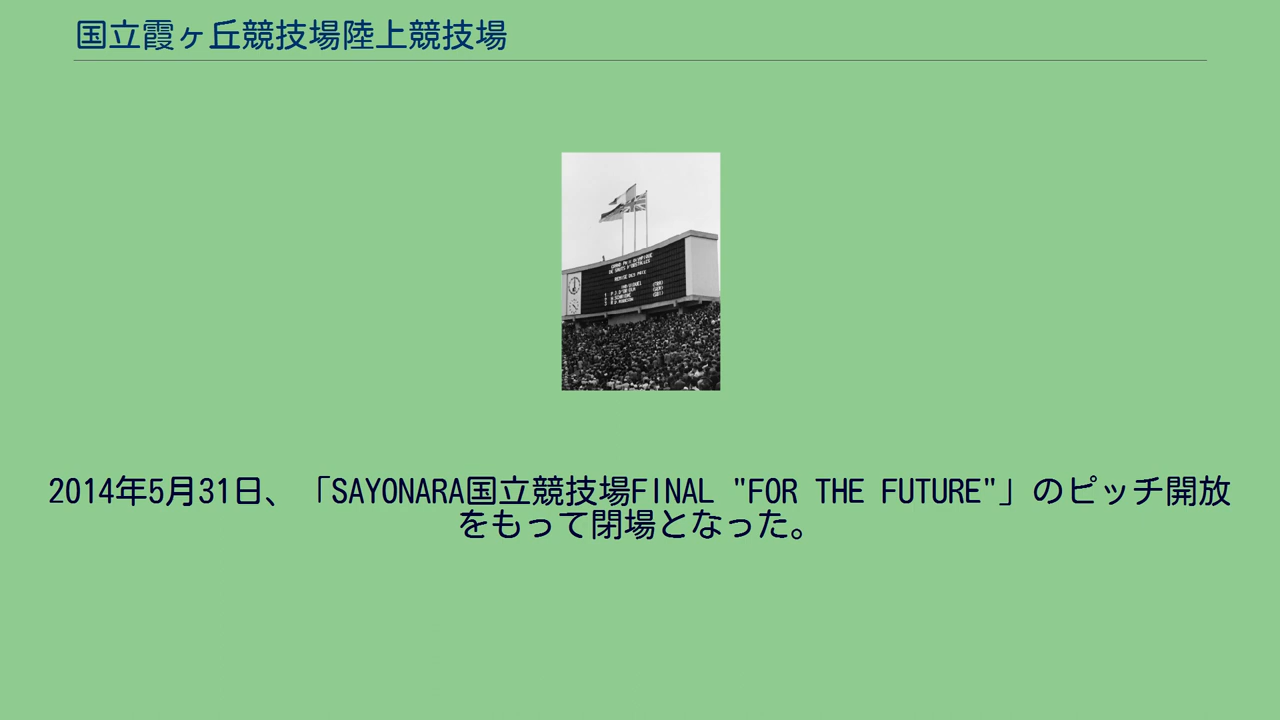 国立霞ヶ丘競技場陸上競技場
REMISE DES PRIX
2014年5月31日、「SAYONARA国立競技場FINAL "FOR THE FUTURE"」のピッチ開放
をもって閉場となった。